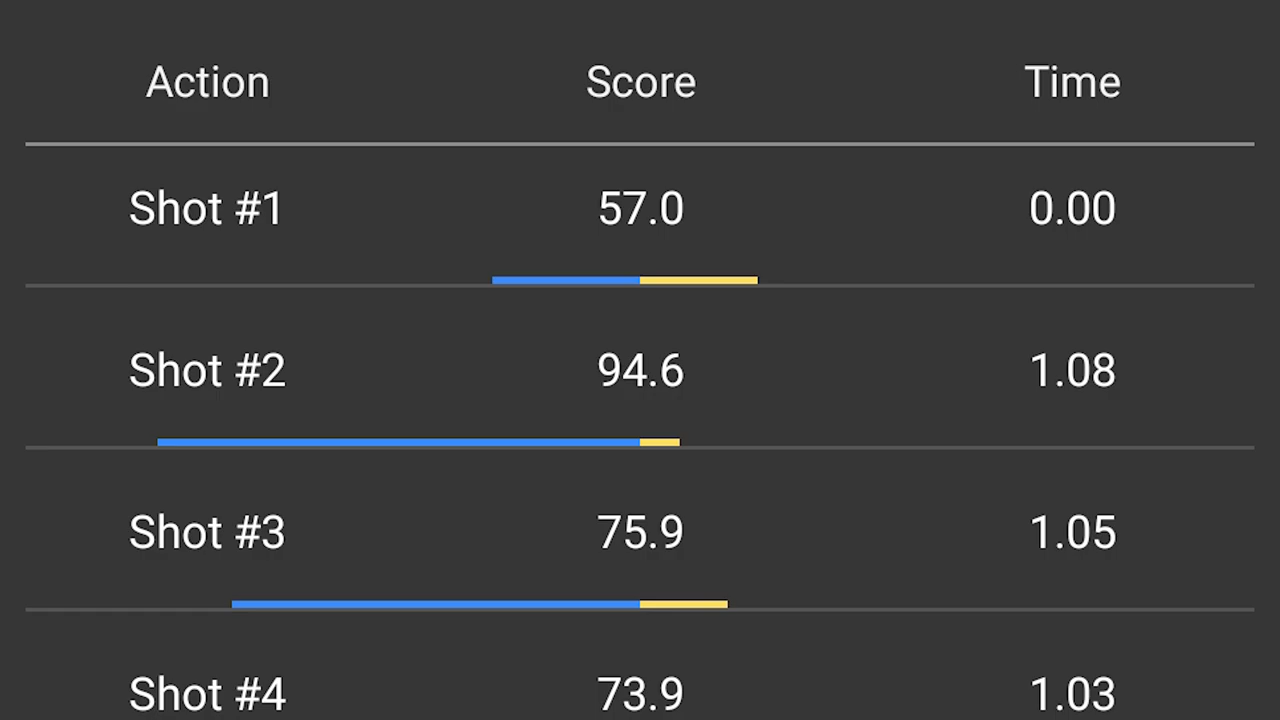 Action Score Time
Shot #1 57.0 0.00
Shot #2 94.6 1.08
Shot #3 75.9 1.05
Shot #4 73.9 1.03